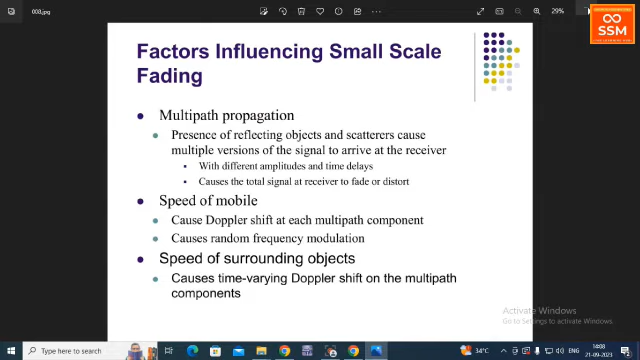 008.jpg
29%
SSM
Factors Influencing Small Scale
Fading
Multipath propagation
Presence of reflecting objects and scatterers cause
multiple versions of the signal to arrive at the receiver
With different amplitudes and time delays
Causes the total signal at receiver to fade or distort
Speed of mobile
Cause Doppler shift at each multipath component
Causes random frequency modulation
Speed of surrounding objects
Causes time-varying Doppler shift on the multipath
components
Activate Windows
Go to Settings to activate Windows.
Type here to search
34°C
ENG
14:08
21-09-2023